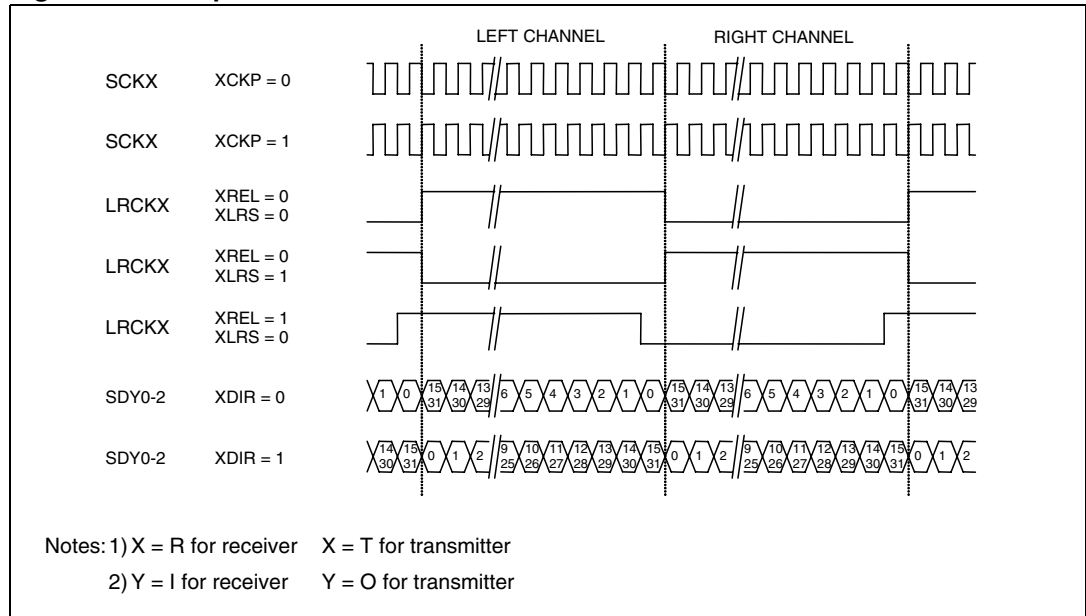 LEFT CHANNEL RIGHT CHANNEL
SCKX XCKP = 0
SCKX XCKP = 1
LRCKX XREL = 0
XLRS = 0
LRCKX XREL = 0
XLRS = 1
LRCKX XREL = 1
XLRS = 0
SDY0-2 XDIR = 0 1 0 15 14 13 6 5 4 3 2 1 0 15 14 13 6 5 4 3 2 1 0 15 14 13
31 30 29 31 30 29 31 30 29
SDY0-2 XDIR = 1 14 15 0 1 2 9 10 11 12 13 14 15 0 1 2 9 10 11 12 13 14 15 0 1 2
30 31 25 26 27 28 29 30 31 25 26 27 28 29 30 31
Notes: 1) X = R for receiver X = T for transmitter
2) Y = I for receiver Y = O for transmitter